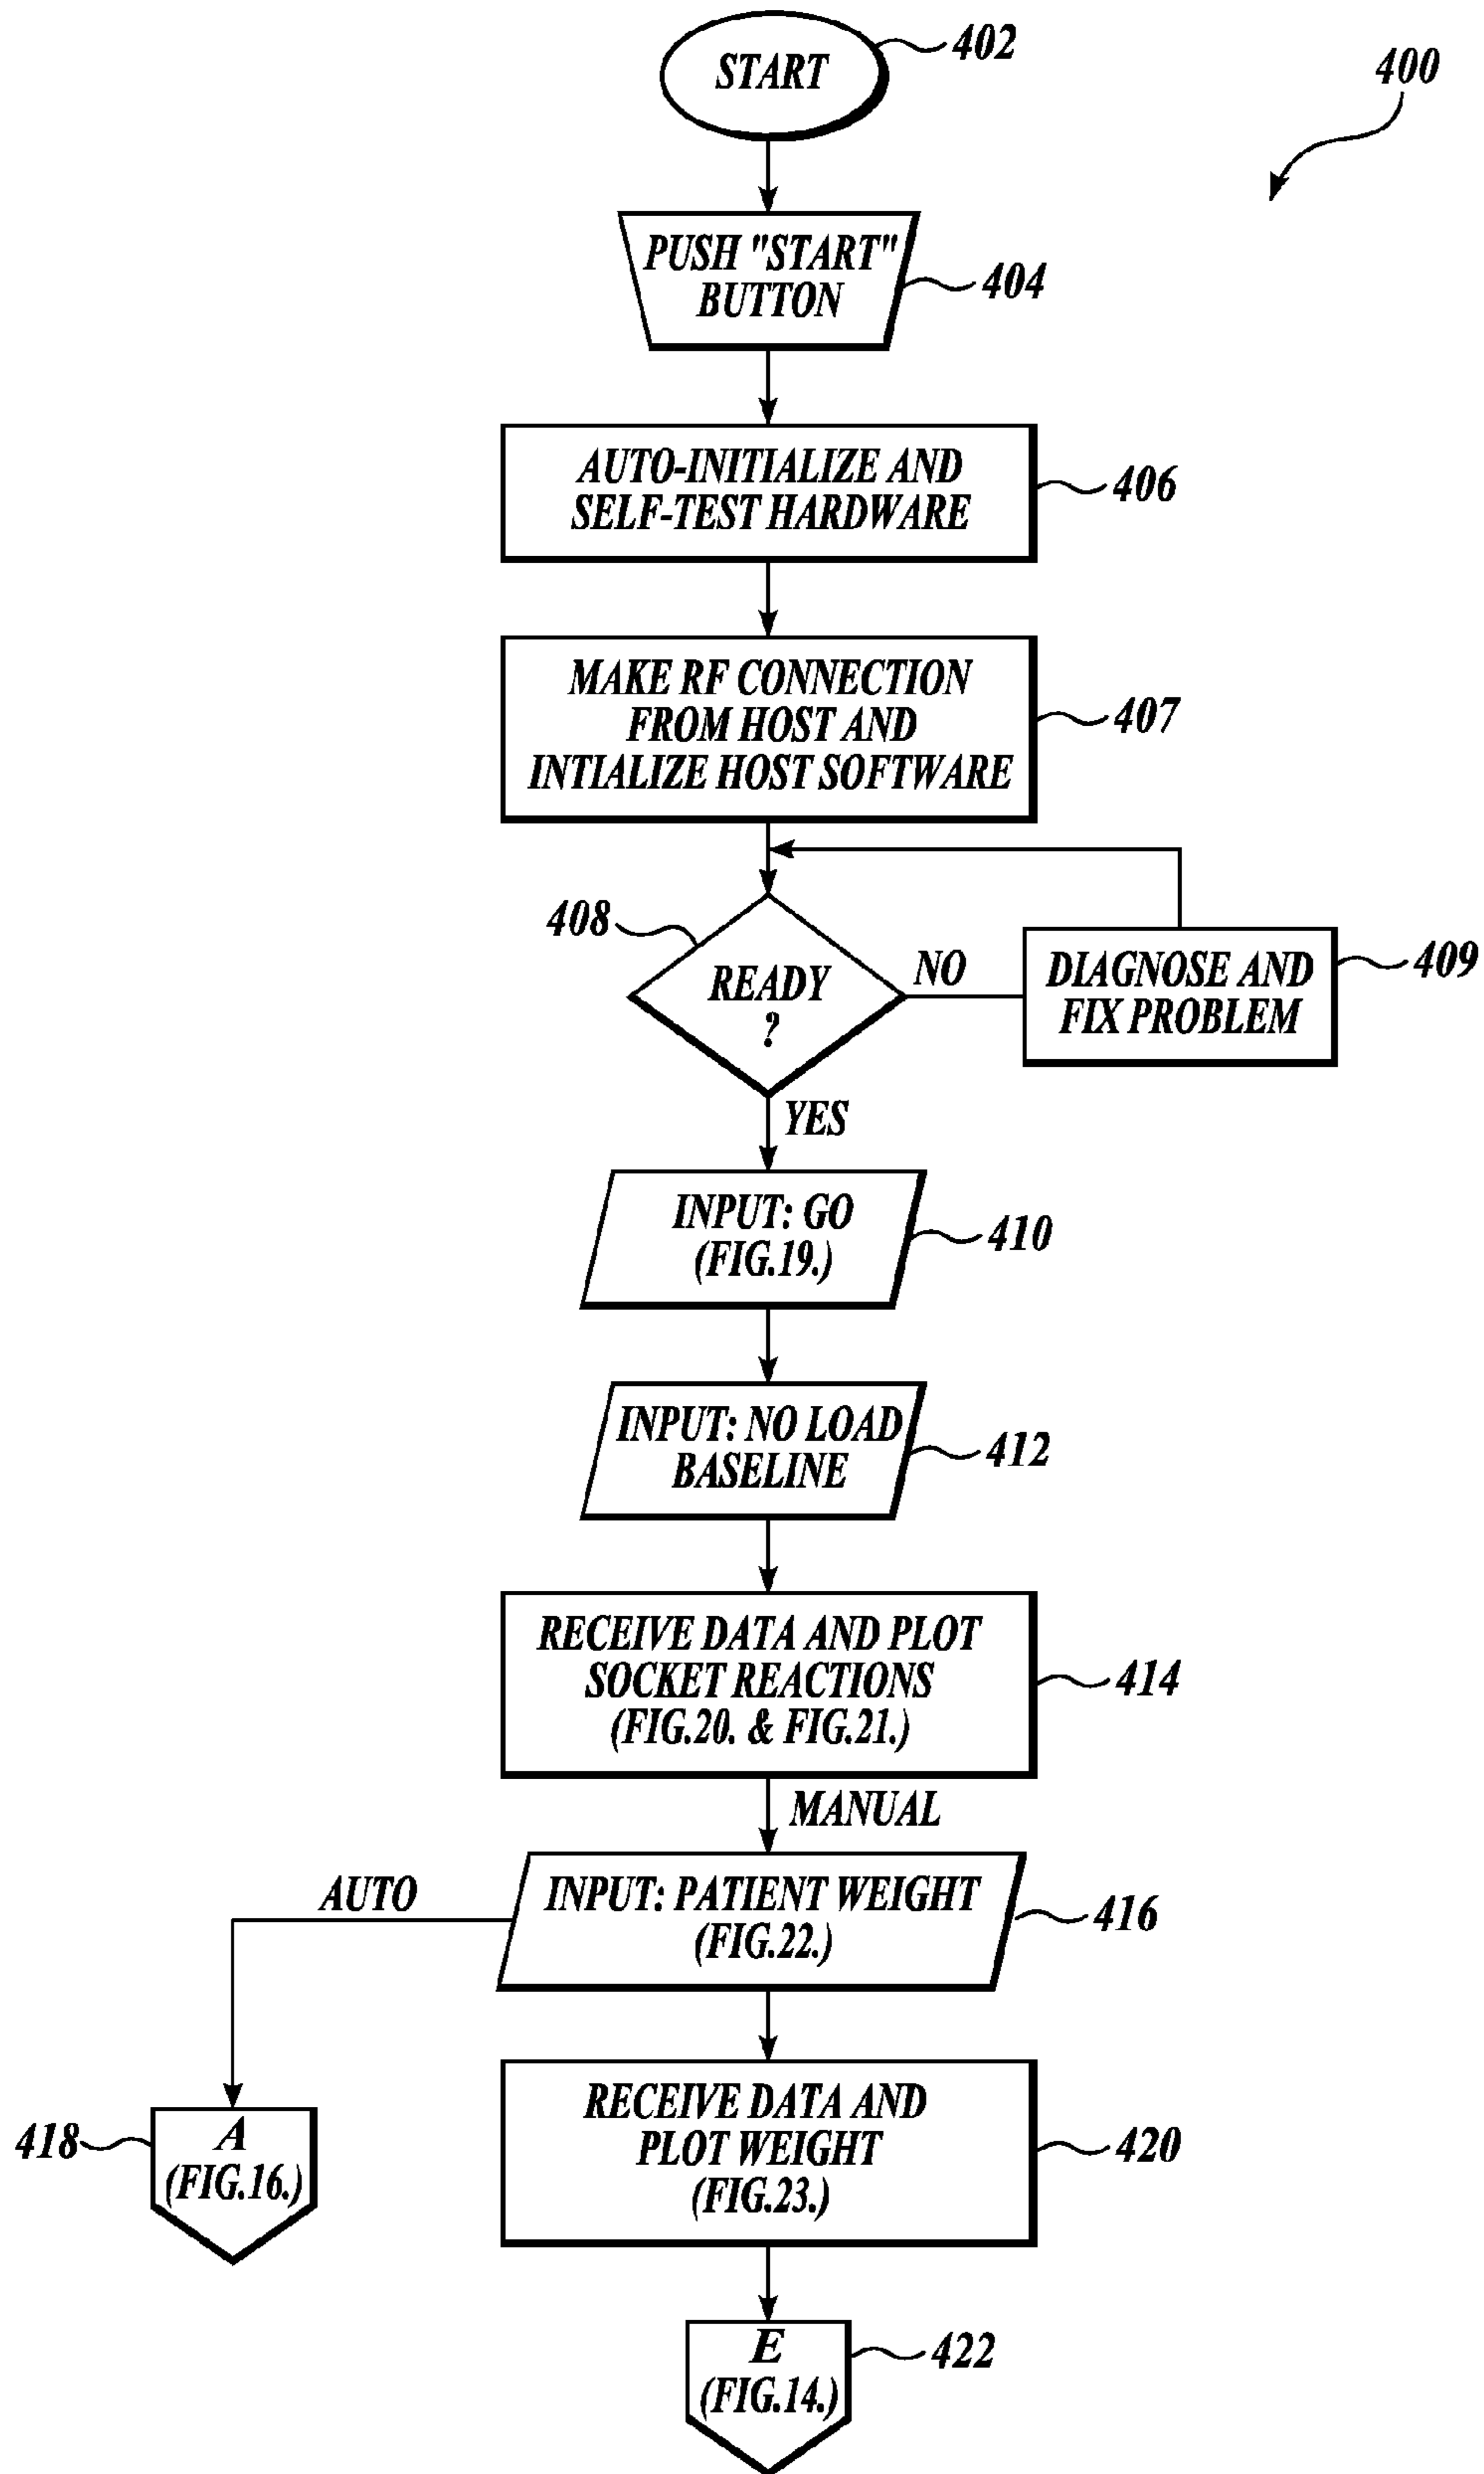 START
402
400
PUSH "START"
BUTTON
404
AUTO-INITIALIZE AND
SELF-TEST HARDWARE
406
MAKE RF CONNECTION
FROM HOST AND
INTIALIZE HOST SOFTWARE
407
408
READY
?
NO
DIAGNOSE AND
FIX PROBLEM
409
YES
INPUT: GO
(FIG.19.)
410
INPUT: NO LOAD
BASELINE
412
RECEIVE DATA AND PLOT
SOCKET REACTIONS
(FIG.20. & FIG.21.)
414
MANUAL
AUTO
INPUT: PATIENT WEIGHT
(FIG.22.)
416
418
A
(FIG.16.)
RECEIVE DATA AND
PLOT WEIGHT
(FIG.23.)
420
E
(FIG.14.)
422